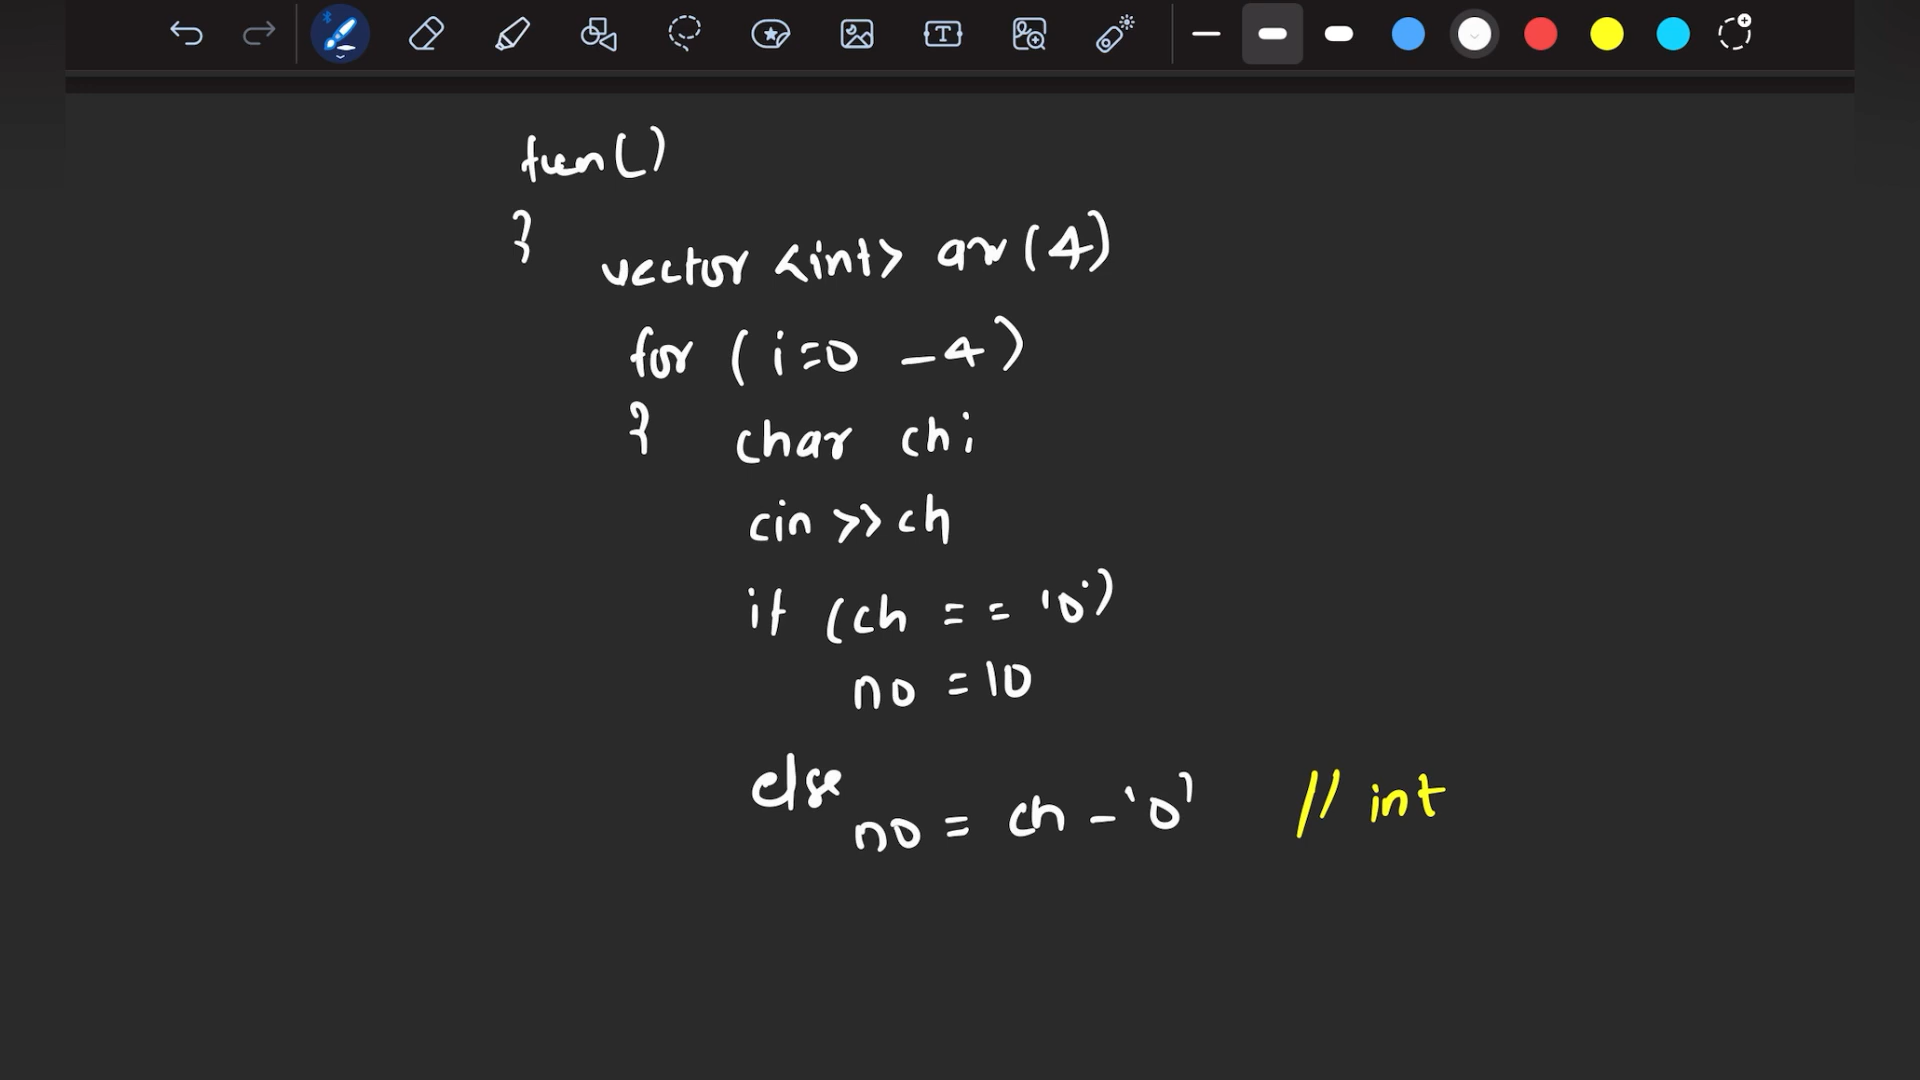 fun()
{ vector <int> arr(4)
for (i=0 - 4)
{ char ch;
cin >> ch
if (ch == '0')
no = 10
else
no = ch - '0' // int